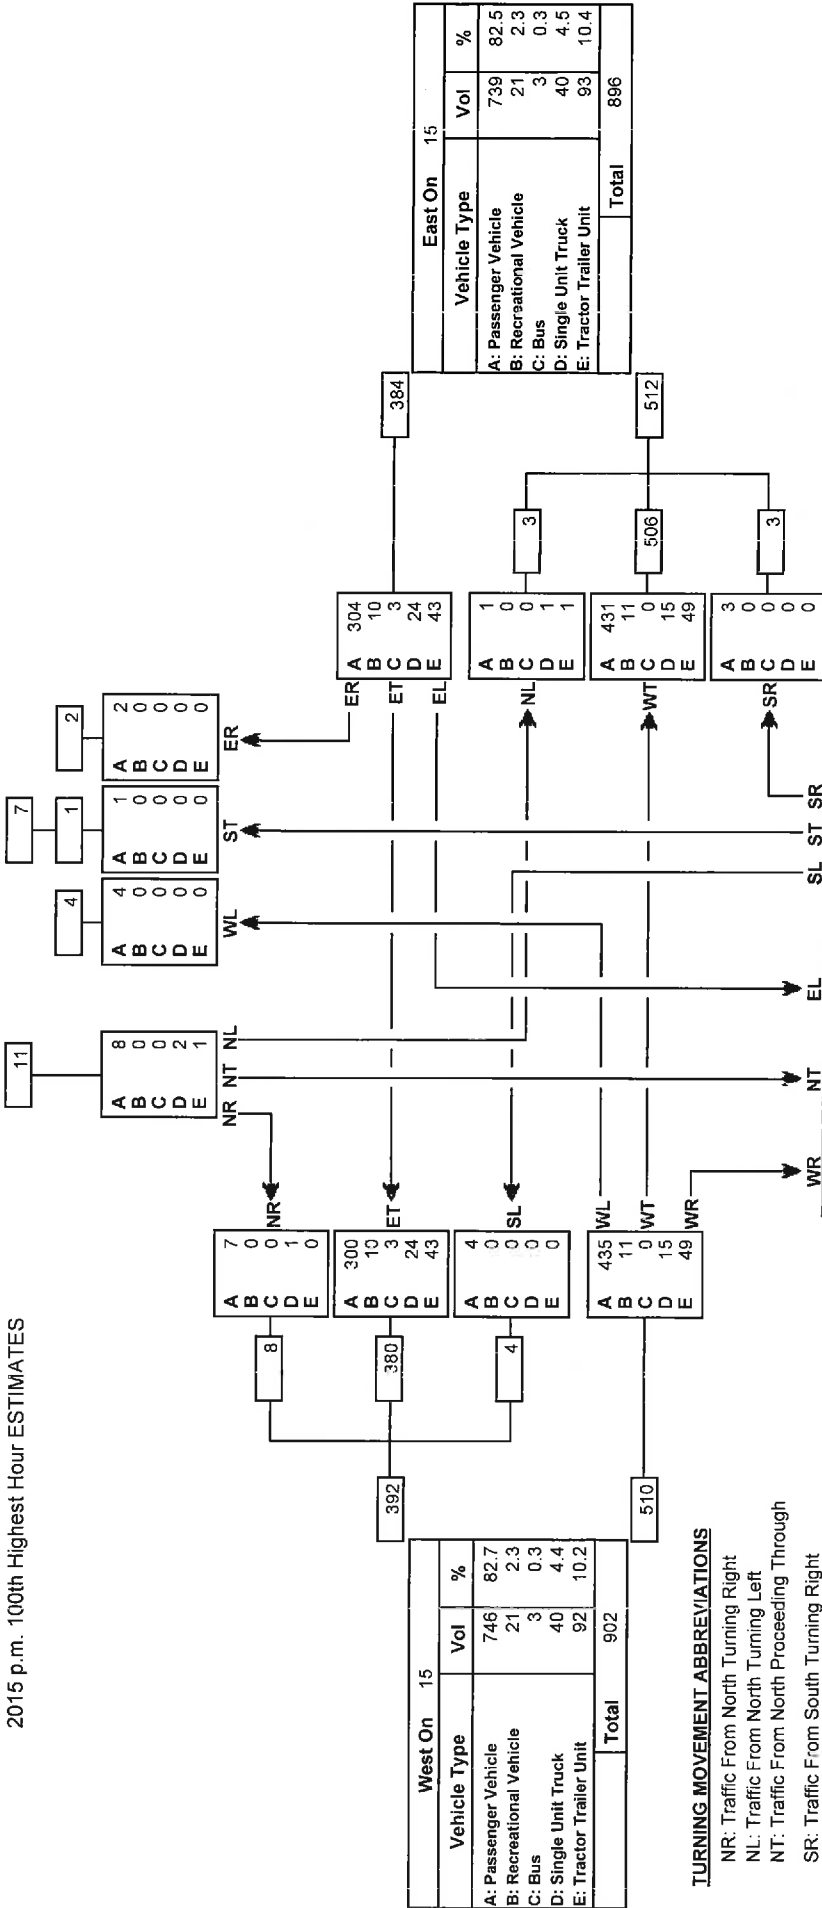 2015 p.m. 100th Highest Hour ESTIMATES
11
A 8
B 0
C 0
D 2
E 1
NR NT NL
7
4
A 4
B 0
C 0
D 0
E 0
WL
1
A 1
B 0
C 0
D 0
E 0
ST
2
A 2
B 0
C 0
D 0
E 0
ER
West On 15
Vehicle Type Vol %
A: Passenger Vehicle 746 82.7
B: Recreational Vehicle 21 2.3
C: Bus 3 0.3
D: Single Unit Truck 40 4.4
E: Tractor Trailer Unit 92 10.2
Total 902
392
8
A 7
B 0
C 0
D 1
E 0
NR
380
A 300
B 10
C 3
D 24
E 43
ET
4
A 4
B 0
C 0
D 0
E 0
SL
510
A 435
B 11
C 0
D 15
E 49
WL
WT
WR
ER
ET
EL
A 304
B 10
C 3
D 24
E 43
384
NL
A 1
B 0
C 0
D 1
E 1
3
WT
A 431
B 11
C 0
D 15
E 49
506
SR
A 3
B 0
C 0
D 0
E 0
3
512
East On 15
Vehicle Type Vol %
A: Passenger Vehicle 739 82.5
B: Recreational Vehicle 21 2.3
C: Bus 3 0.3
D: Single Unit Truck 40 4.5
E: Tractor Trailer Unit 93 10.4
Total 896
WR NT EL SL ST SR
TURNING MOVEMENT ABBREVIATIONS
NR: Traffic From North Turning Right
NL: Traffic From North Turning Left
NT: Traffic From North Proceeding Through
SR: Traffic From South Turning Right